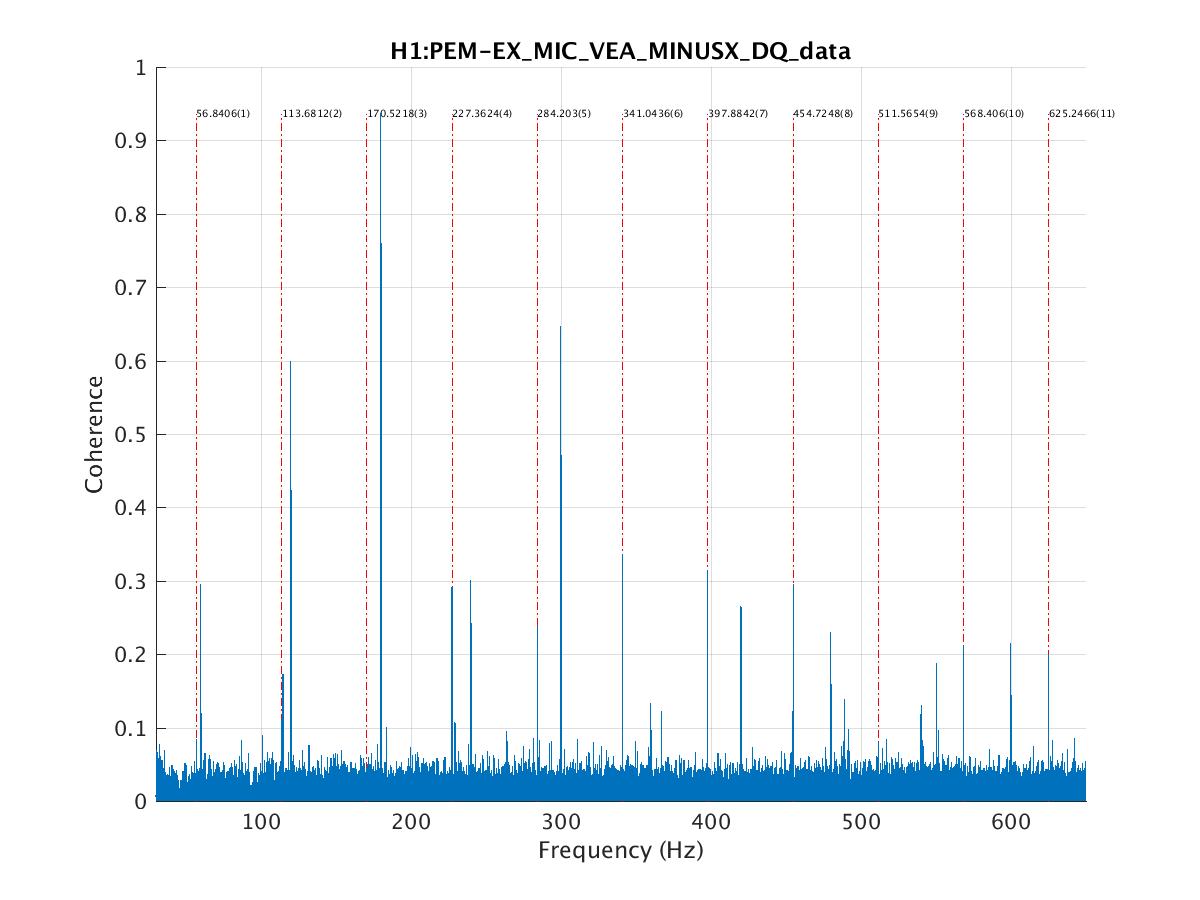 H1:PEM-EX_MIC_VEA_MINUSX_DQ_data
1
0.9
0.8
0.7
0.6
0.5
0.4
0.3
0.2
0.1
0
Coherence
56.8406(1) 113.6812(2) 170.5218(3) 227.3624(4) 284.203(5) 341.0436(6) 397.8842(7) 454.7248(8) 511.5654(9) 568.406(10) 625.2466(11)
100 200 300 400 500 600
Frequency (Hz)